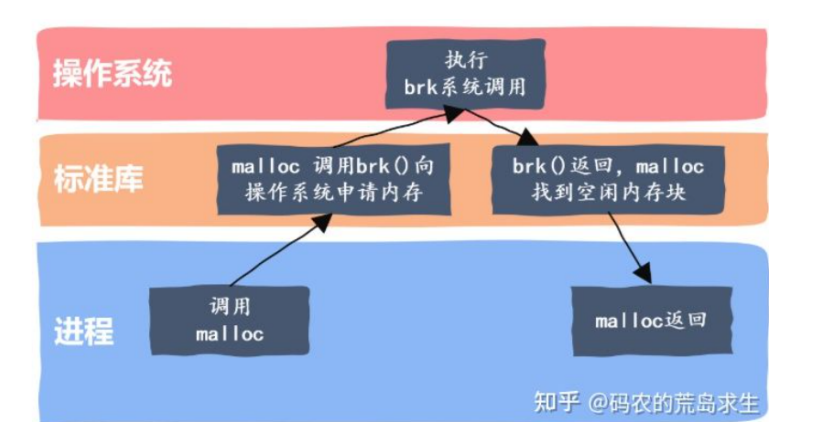 操作系统
执行
brk系统调用
标准库
malloc 调用brk()向
操作系统申请内存
brk()返回，malloc
找到空闲内存块
进程
调用
malloc
malloc返回
知乎 @码农的荒岛求生